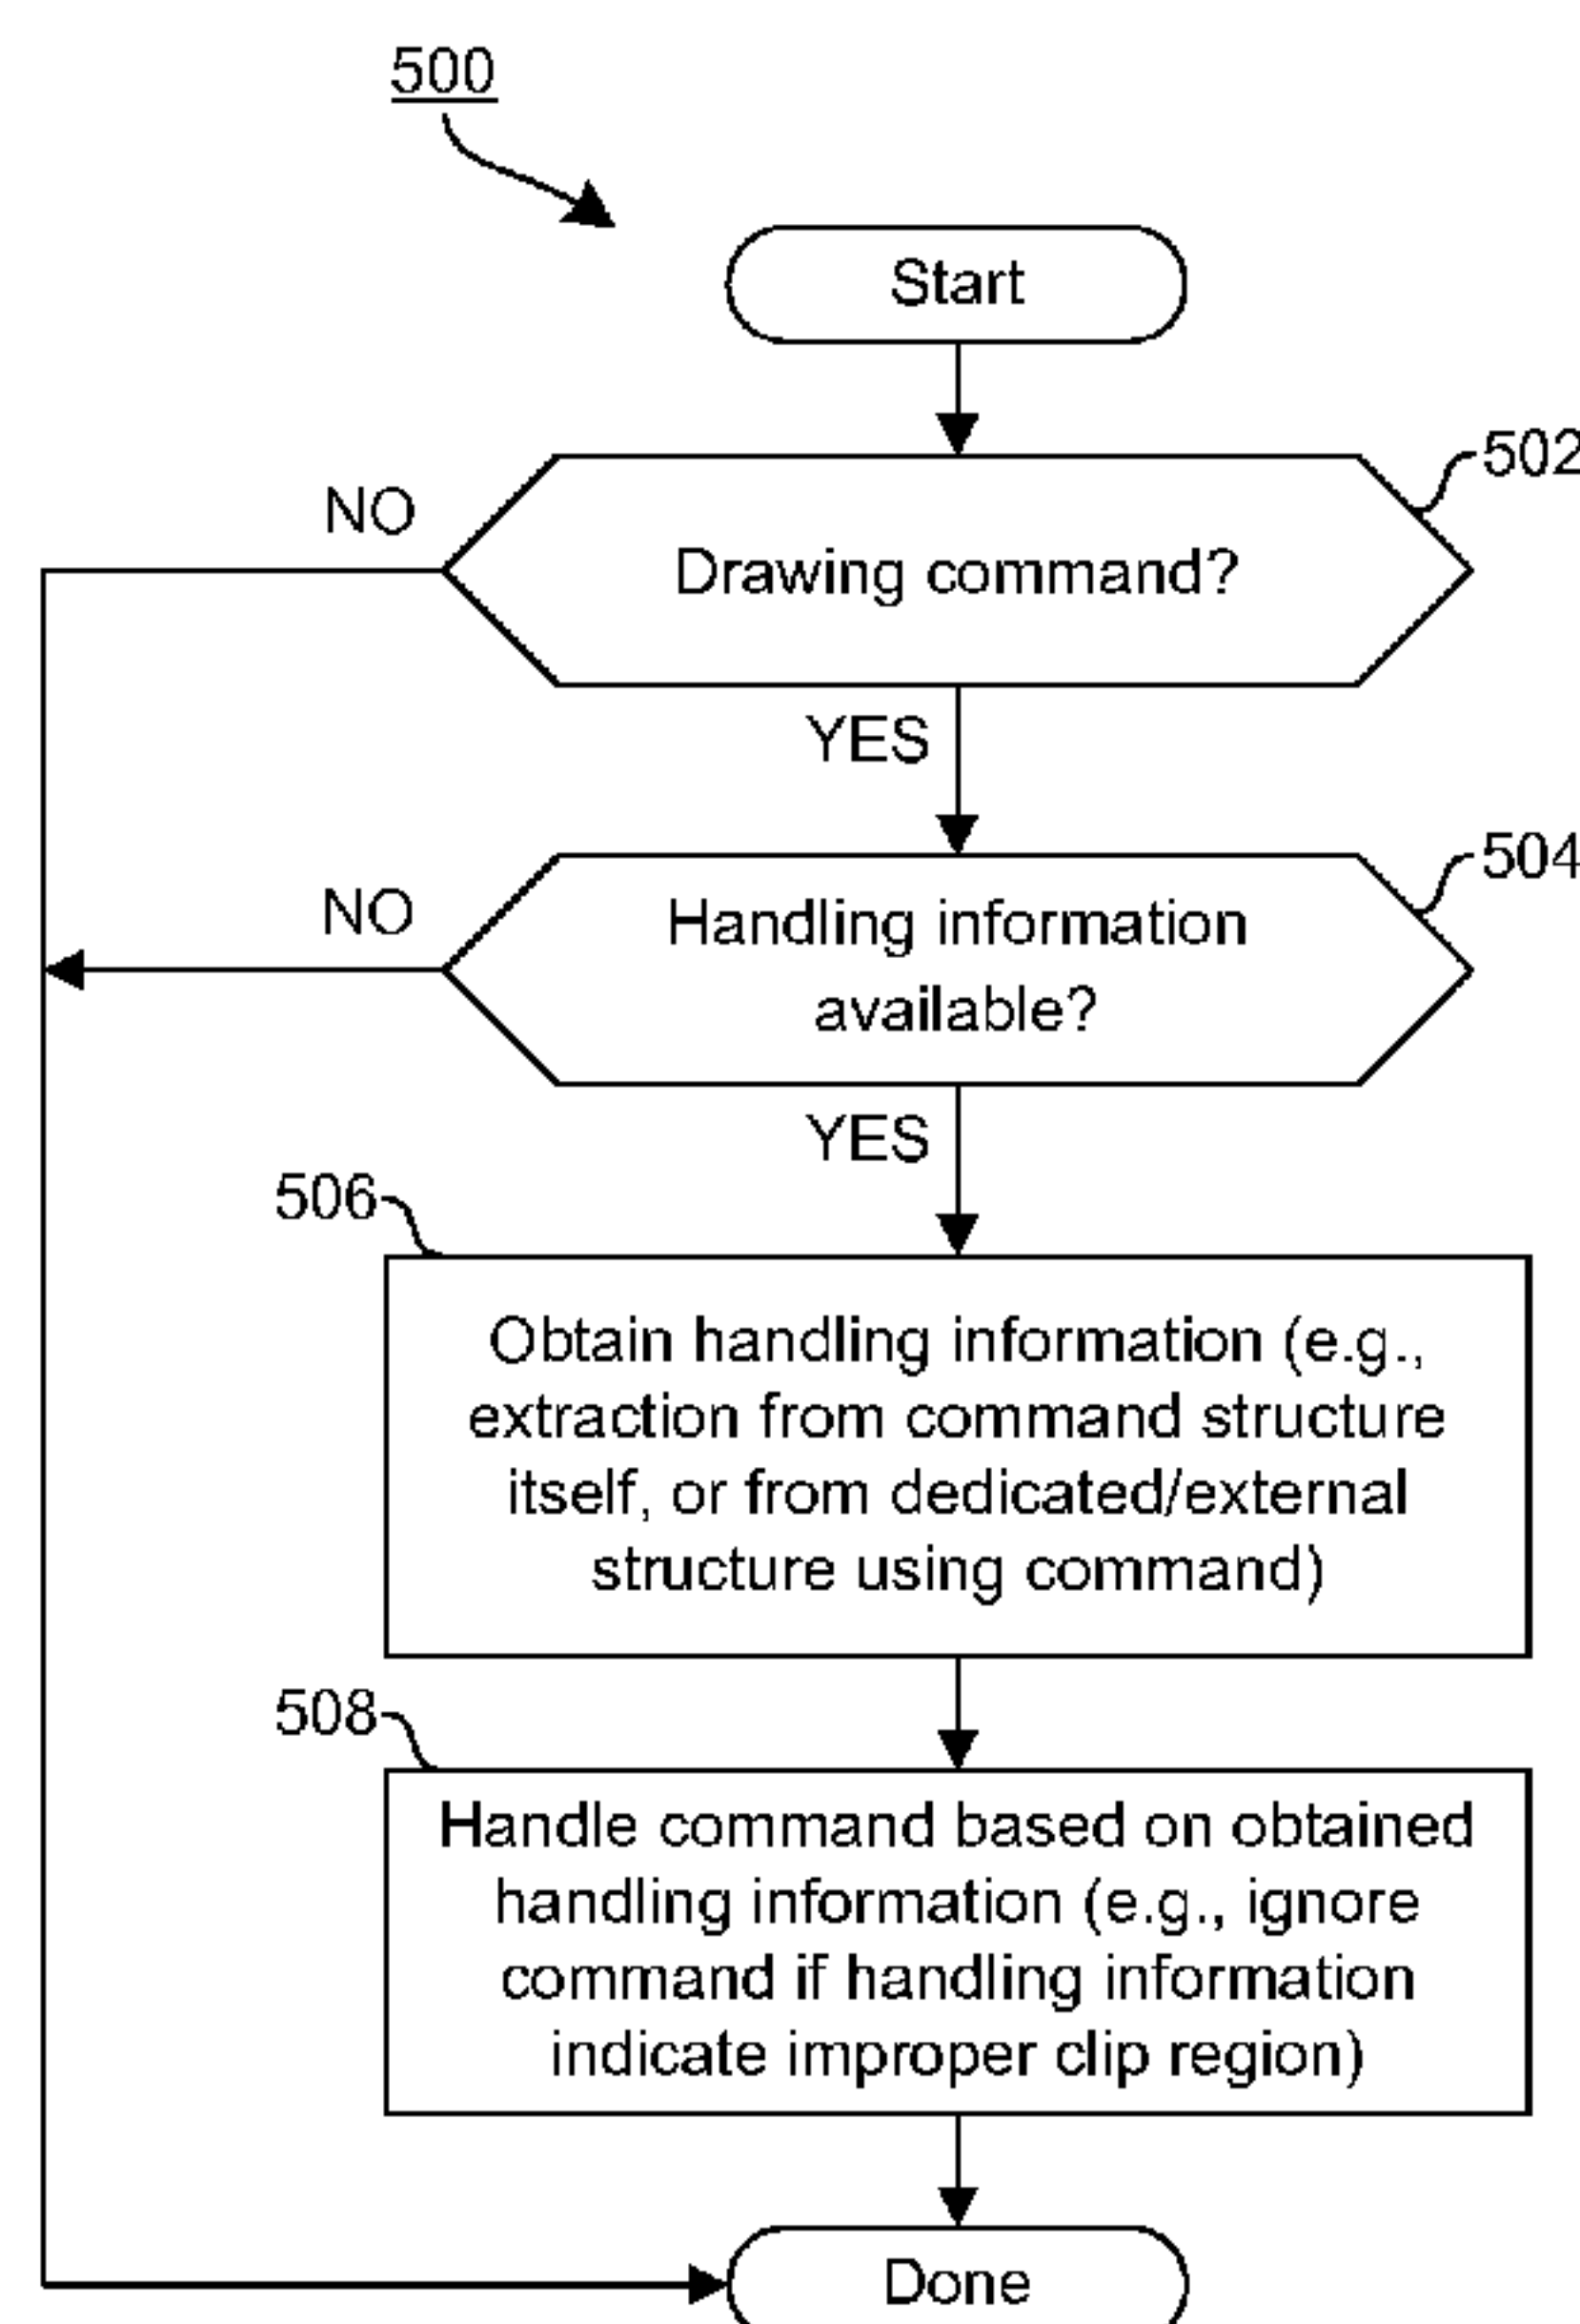 500
Start
502
Drawing command?
NO
YES
504
Handling information
available?
NO
YES
506
Obtain handling information (e.g.,
extraction from command structure
itself, or from dedicated/external
structure using command)
508
Handle command based on obtained
handling information (e.g., ignore
command if handling information
indicate improper clip region)
Done